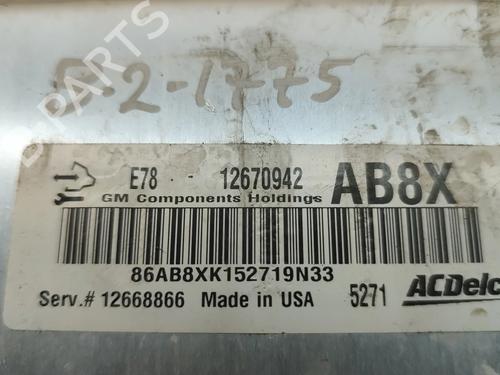 2-1775
E78 - 12670942 AB8X
GM Components Holdings
86AB8XK152719N33
Serv.# 12668866 Made in USA 5271 ACDelc
B PARTS